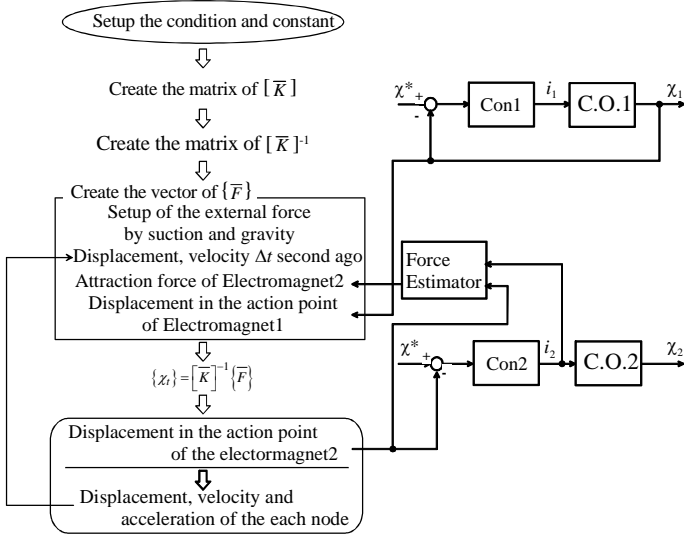 Setup the condition and constant
Create the matrix of [K̅]
Create the matrix of [K̅]⁻¹
Create the vector of {F̅}
Setup of the external force
by suction and gravity
Displacement, velocity Δt second ago
Attraction force of Electromagnet2
Displacement in the action point
of Electromagnet1
{χₜ}=[K̅]⁻¹{F̅}
Displacement in the action point
of the electormagnet2
Displacement, velocity and
acceleration of the each node
χ* + - Con1 i₁ C.O.1 χ₁
Force
Estimator
χ* + - Con2 i₂ C.O.2 χ₂